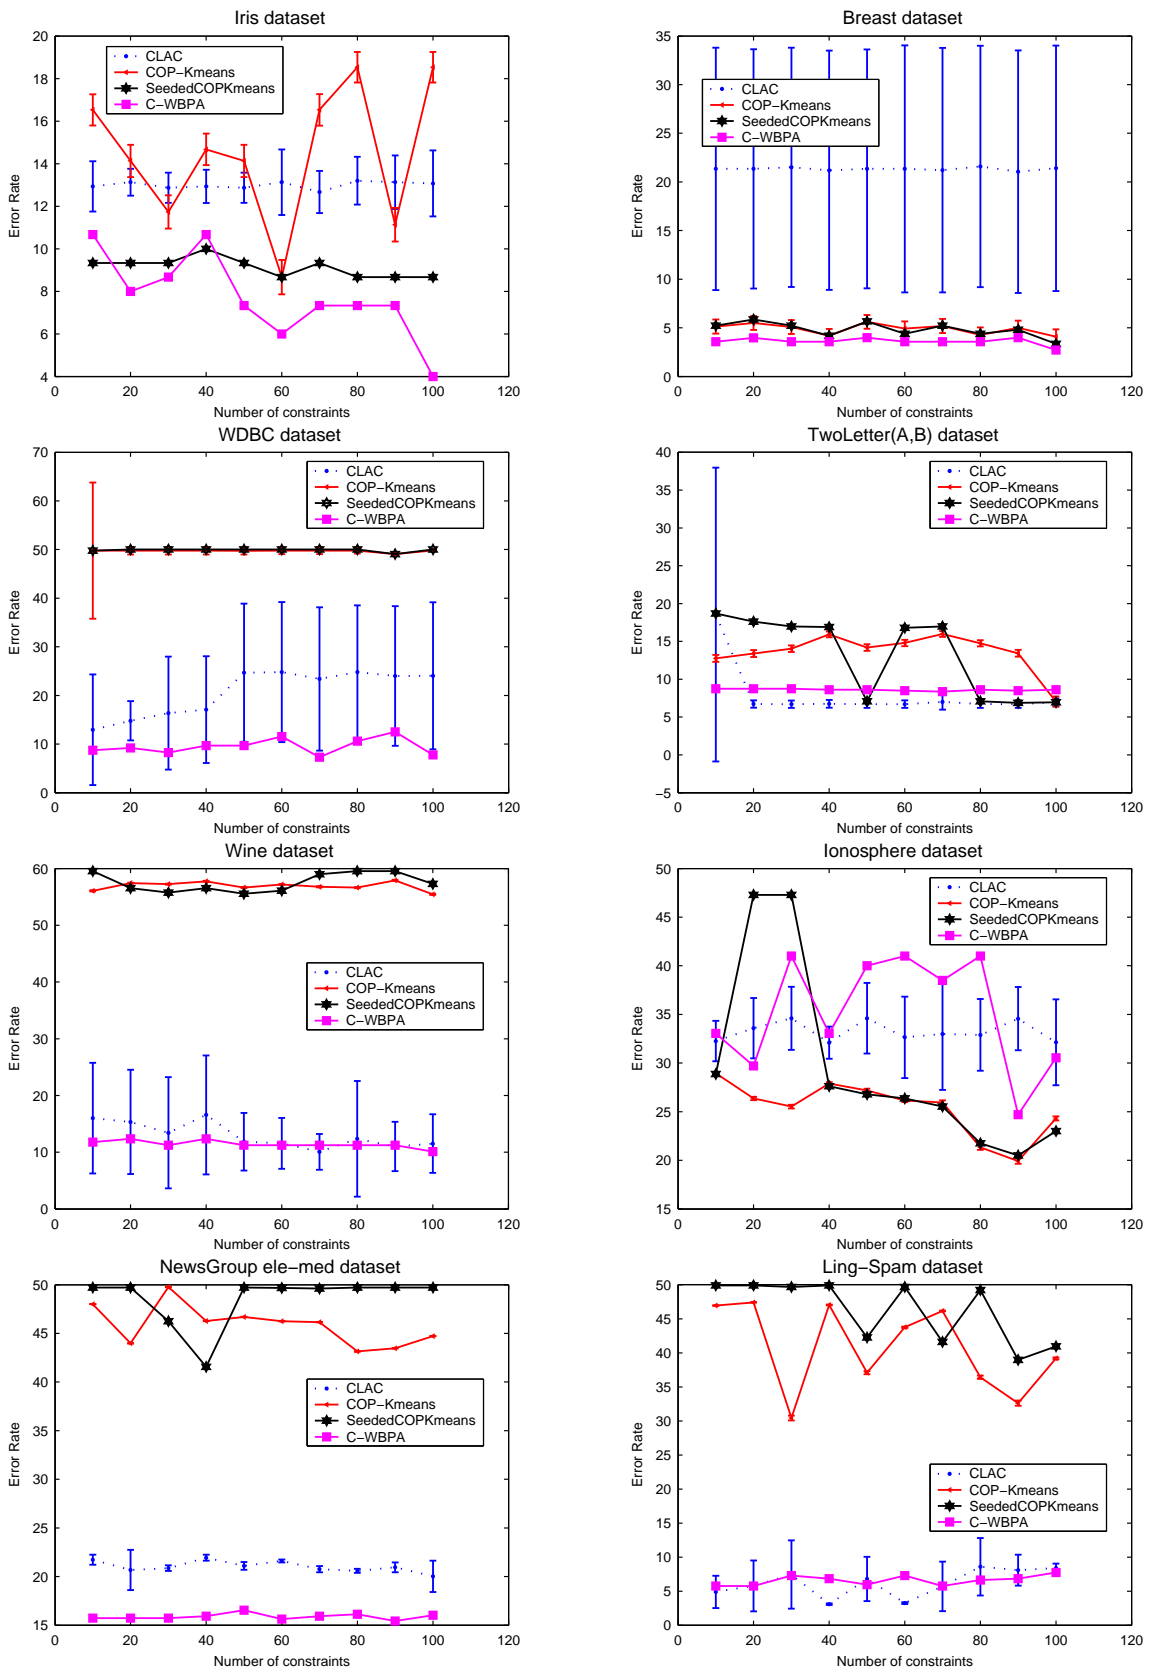 Iris dataset
20
18
16
14
12
10
8
6
4
0 20 40 60 80 100 120
Error Rate
Number of constraints
CLAC
COP−Kmeans
SeededCOPKmeans
C−WBPA
Breast dataset
35
30
25
20
15
10
5
0
0 20 40 60 80 100 120
Error Rate
Number of constraints
CLAC
COP−Kmeans
SeededCOPKmeans
C−WBPA
WDBC dataset
70
60
50
40
30
20
10
0
0 20 40 60 80 100 120
Error Rate
Number of constraints
CLAC
COP−Kmeans
SeededCOPKmeans
C−WBPA
TwoLetter(A,B) dataset
40
35
30
25
20
15
10
5
0
−5
0 20 40 60 80 100 120
Error Rate
Number of constraints
CLAC
COP−Kmeans
SeededCOPKmeans
C−WBPA
Wine dataset
60
50
40
30
20
10
0
0 20 40 60 80 100 120
Error Rate
Number of constraints
CLAC
COP−Kmeans
SeededCOPKmeans
C−WBPA
Ionosphere dataset
50
45
40
35
30
25
20
15
0 20 40 60 80 100 120
Error Rate
Number of constraints
CLAC
COP−Kmeans
SeededCOPKmeans
C−WBPA
NewsGroup ele−med dataset
50
45
40
35
30
25
20
15
0 20 40 60 80 100 120
Error Rate
Number of constraints
CLAC
COP−Kmeans
SeededCOPKmeans
C−WBPA
Ling−Spam dataset
50
45
40
35
30
25
20
15
10
5
0
0 20 40 60 80 100 120
Error Rate
Number of constraints
CLAC
COP−Kmeans
SeededCOPKmeans
C−WBPA